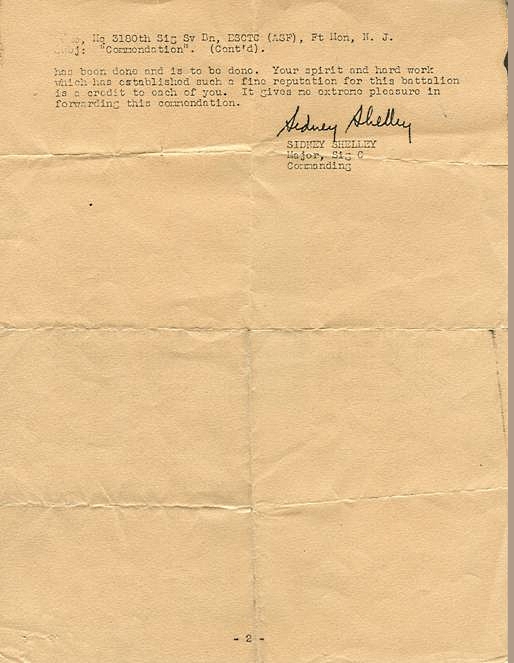 Hq 3180th Sig Sv Bn, ESCTC (ASF), Ft Mon, N. J.
Subj: "Commendation". (Cont'd).
has been done and is to be done. Your spirit and hard work
which has established such a fine reputation for this battalion
is a credit to each of you. It gives me extreme pleasure in
forwarding this commendation.
Sidney Shelley
SIDNEY SHELLEY
Major, Sig C
Commanding
- 2 -